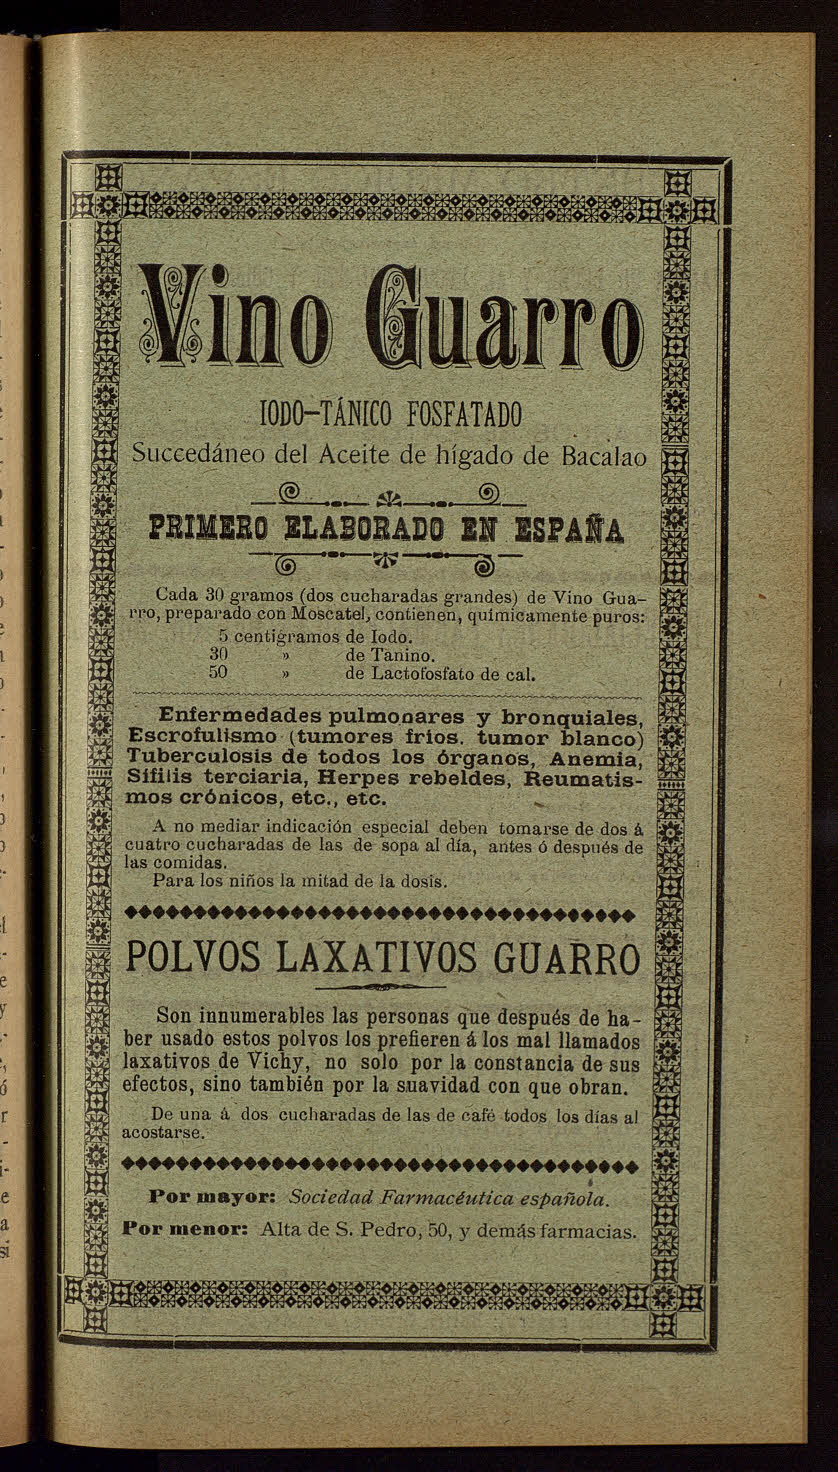 Vino Guarro
IODO-TÁNICO FOSFATADO
Succedáneo del Aceite de hígado de Bacalao
PRIMERO ELABORADO EN ESPAÑA
Cada 30 gramos (dos cucharadas grandes) de Vino Gua-
rro, preparado con Moscatel, contienen, químicamente puros:
5 centigramos de Iodo.
30 » de Tanino.
50 » de Lactofosfato de cal.
Enfermedades pulmonares y bronquiales,
Escrofulismo (tumores frios. tumor blanco)
Tuberculosis de todos los órganos, Anemia,
Sífilis terciaria, Herpes rebeldes, Reumatis-
mos crónicos, etc., etc.
A no mediar indicación especial deben tomarse de dos á
cuatro cucharadas de las de sopa al día, antes ó después de
las comidas.
Para los niños la mitad de la dosis.
POLVOS LAXATIVOS GUARRO
Son innumerables las personas que después de ha-
ber usado estos polvos los prefieren á los mal llamados
laxativos de Vichy, no solo por la constancia de sus
efectos, sino también por la suavidad con que obran.
De una á dos cucharadas de las de café todos los días al
acostarse.
Por mayor: Sociedad Farmacéutica española.
Por menor: Alta de S. Pedro, 50, y demás farmacias.